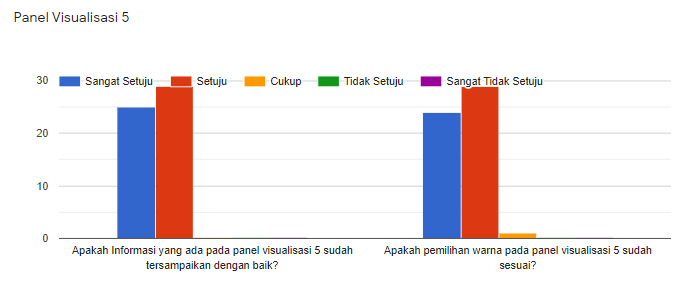 Panel Visualisasi 5
Sangat Setuju Setuju Cukup Tidak Setuju Sangat Tidak Setuju
30
20
10
0
Apakah Informasi yang ada pada panel visualisasi 5 sudah
tersampaikan dengan baik?
Apakah pemilihan warna pada panel visualisasi 5 sudah
sesuai?